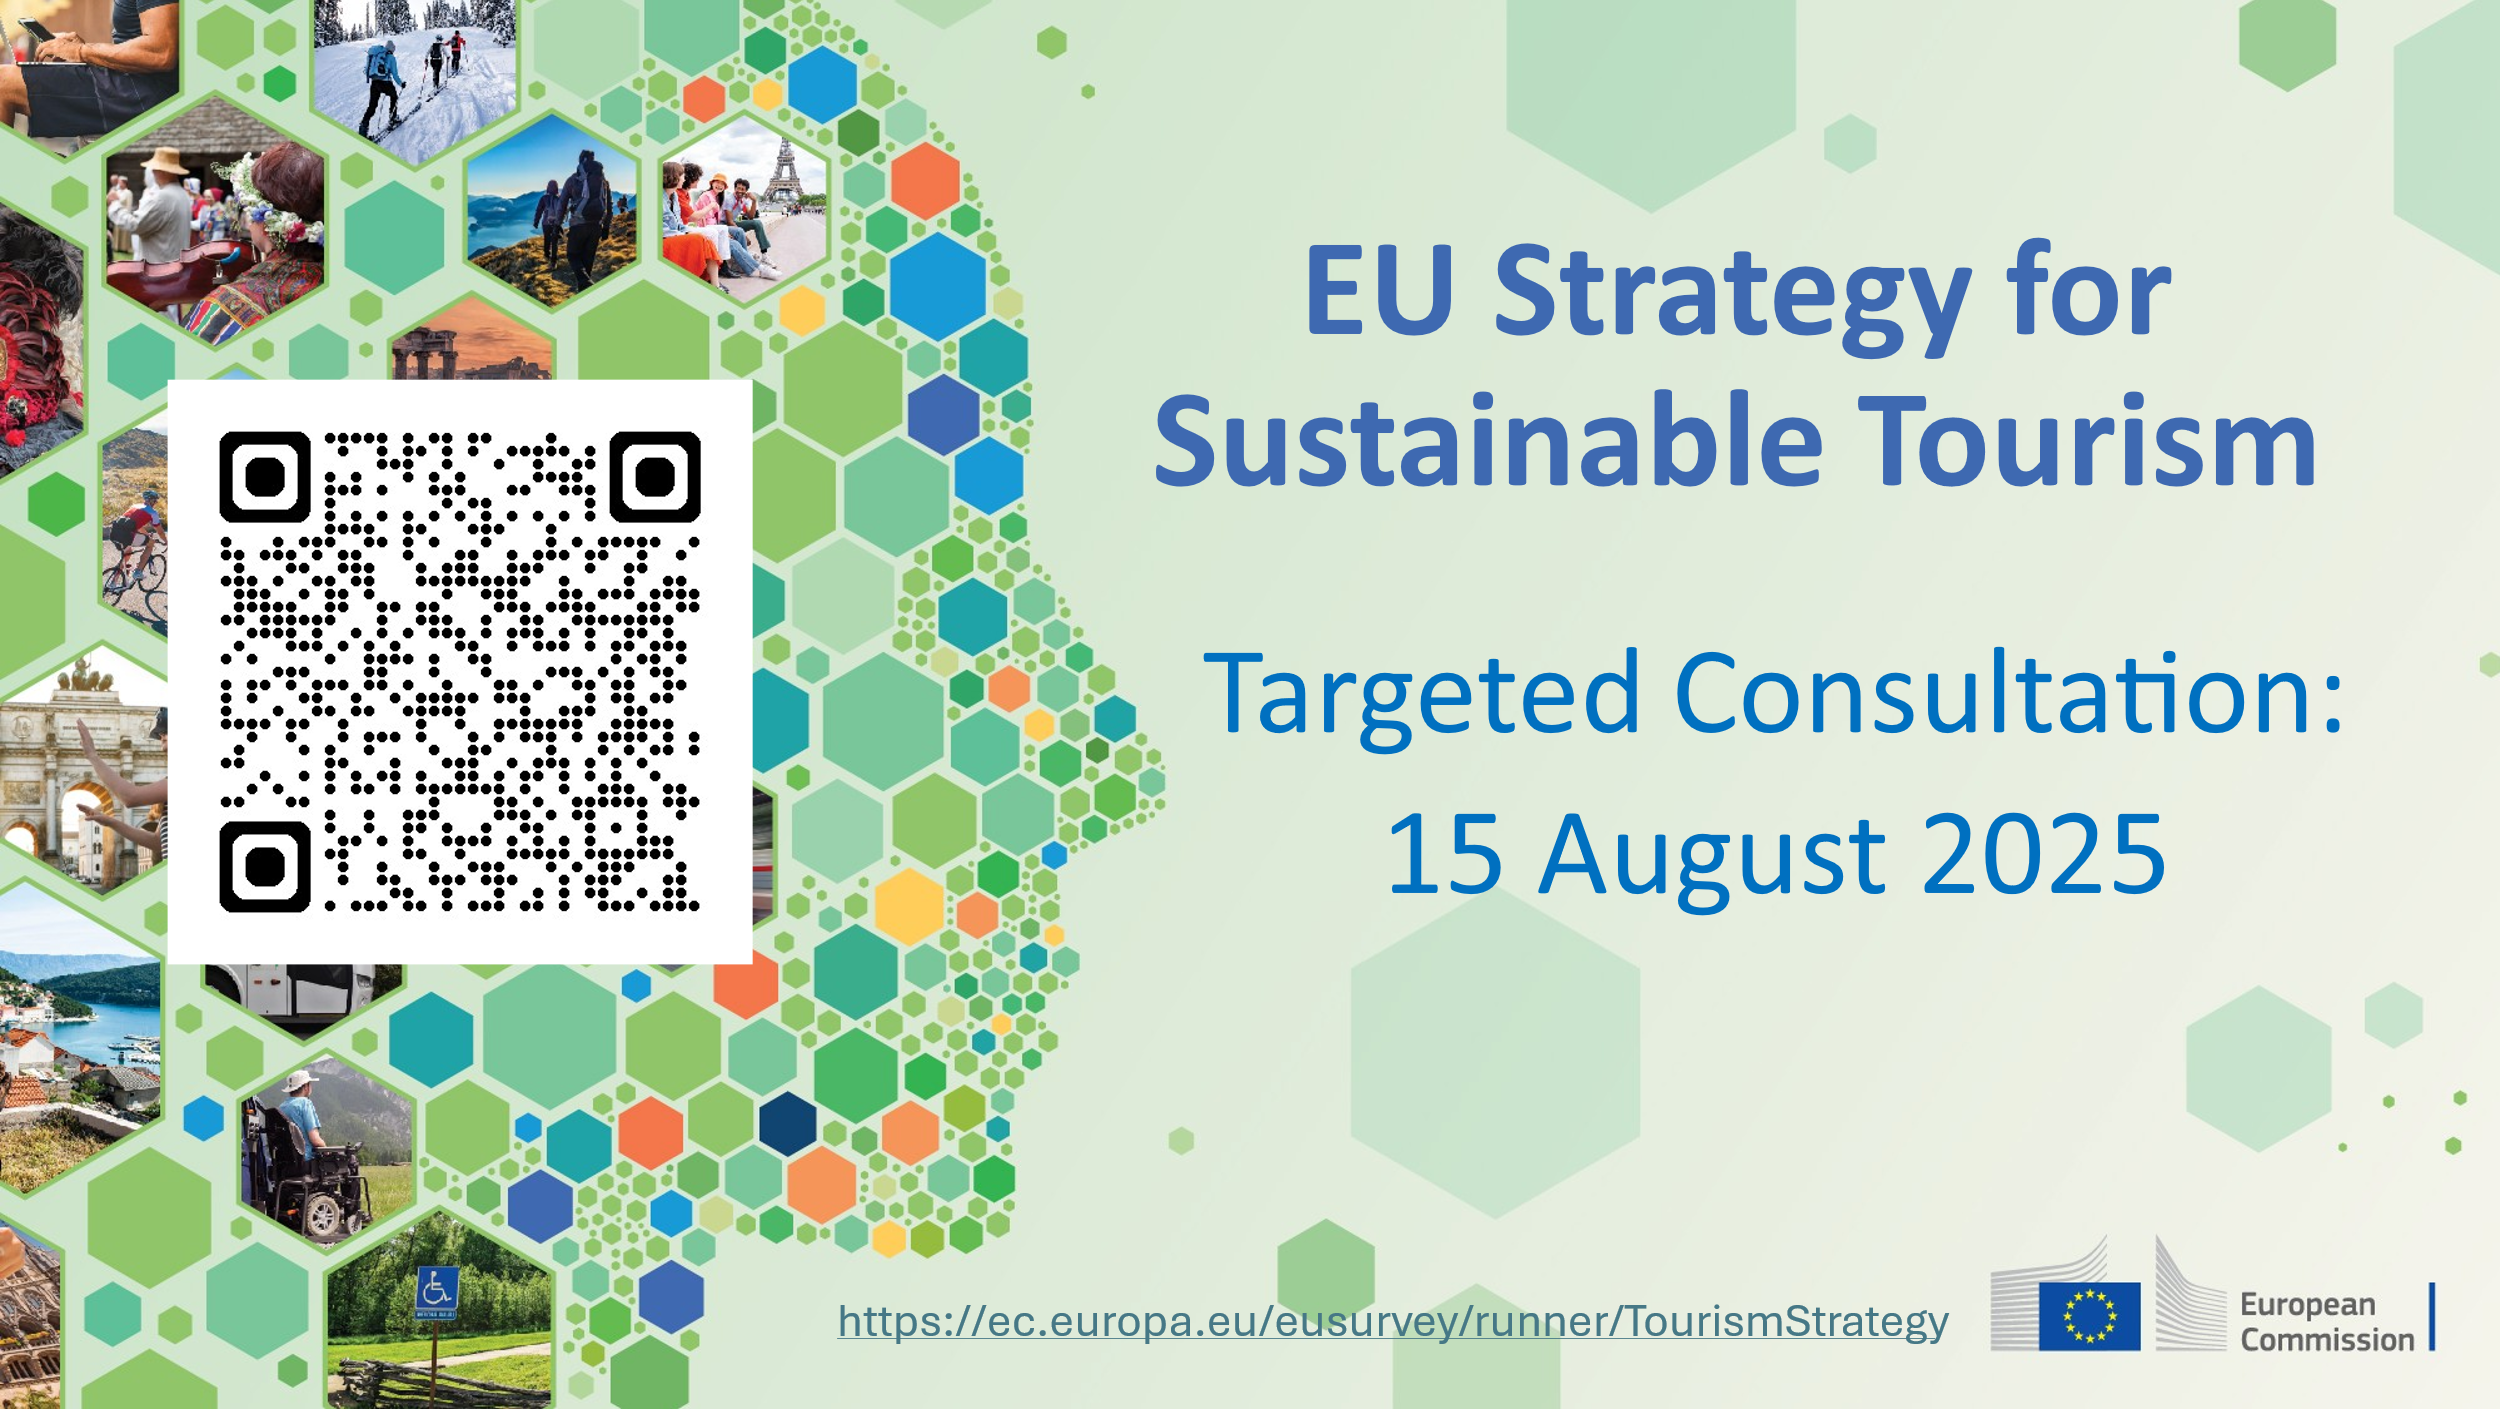 EU Strategy for
Sustainable Tourism
Targeted Consultation:
15 August 2025
https://ec.europa.eu/eusurvey/runner/TourismStrategy
European
Commission